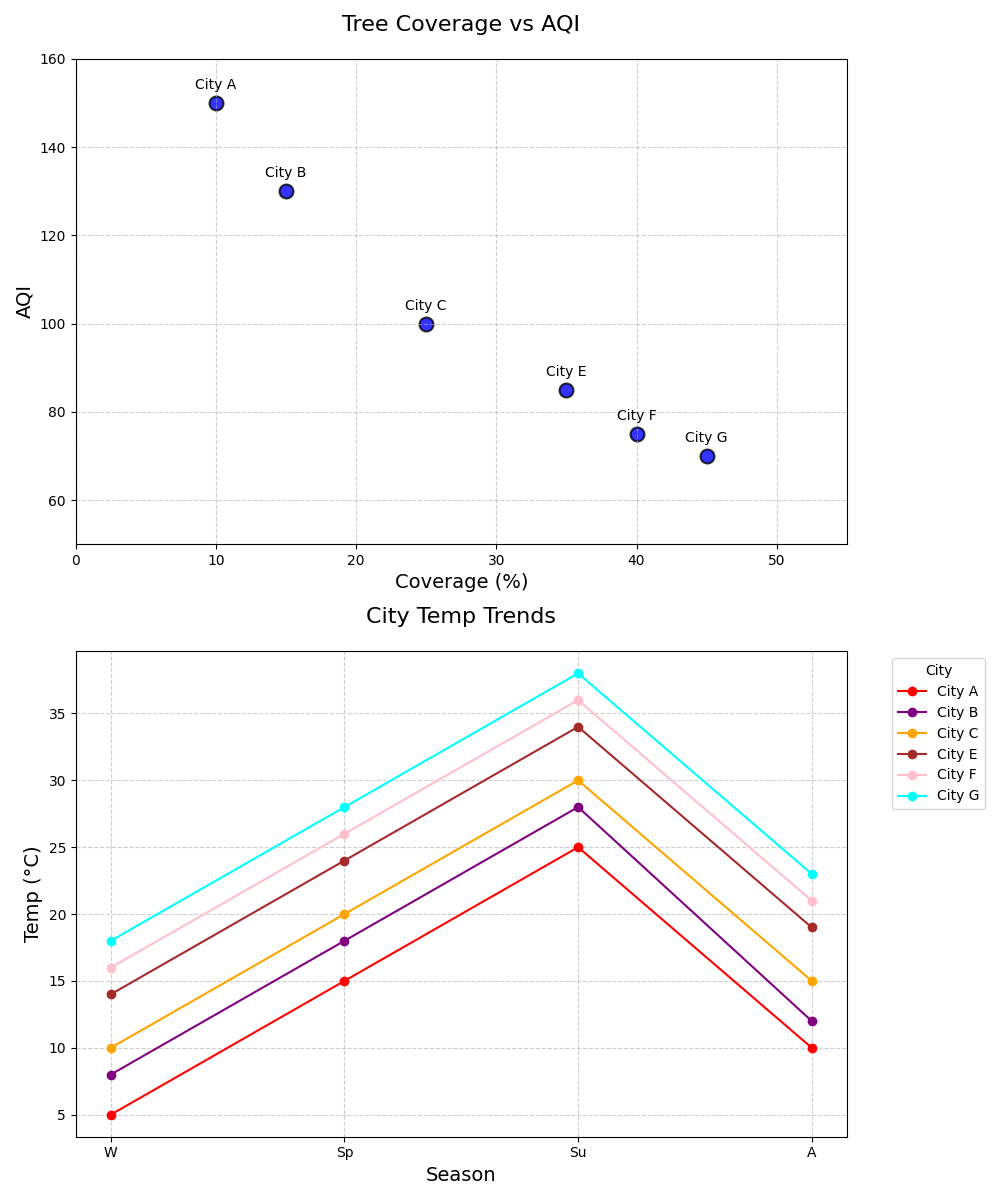 Tree Coverage vs AQI
160
140
120
100
80
60
AQI
City A
City B
City C
City E
City F
City G
0 10 20 30 40 50
Coverage (%)
City Temp Trends
35
30
25
20
15
10
5
Temp (°C)
W Sp Su A
Season
City
City A
City B
City C
City E
City F
City G